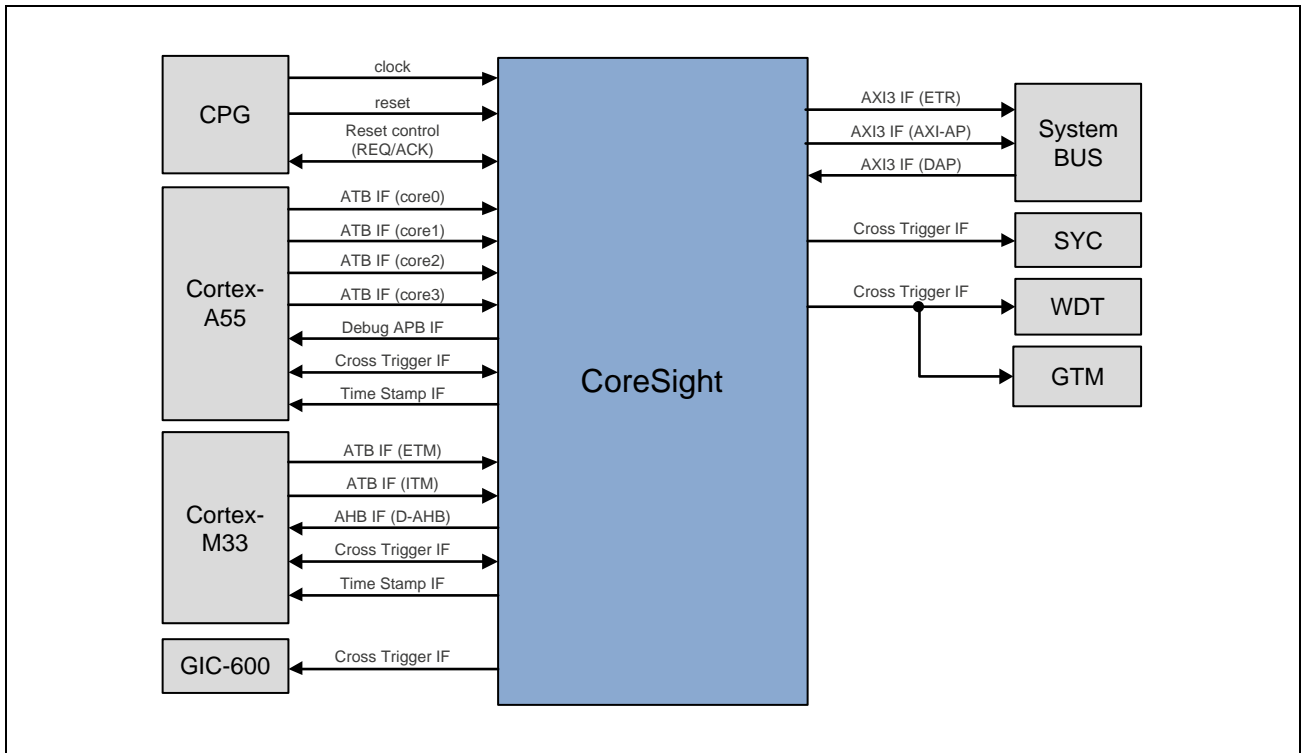 CPG
clock
reset
Reset control
(REQ/ACK)
Cortex-
A55
ATB IF (core0)
ATB IF (core1)
ATB IF (core2)
ATB IF (core3)
Debug APB IF
Cross Trigger IF
Time Stamp IF
Cortex-
M33
ATB IF (ETM)
ATB IF (ITM)
AHB IF (D-AHB)
Cross Trigger IF
Time Stamp IF
GIC-600
Cross Trigger IF
CoreSight
AXI3 IF (ETR)
AXI3 IF (AXI-AP)
AXI3 IF (DAP)
System
BUS
Cross Trigger IF
SYC
Cross Trigger IF
WDT
GTM